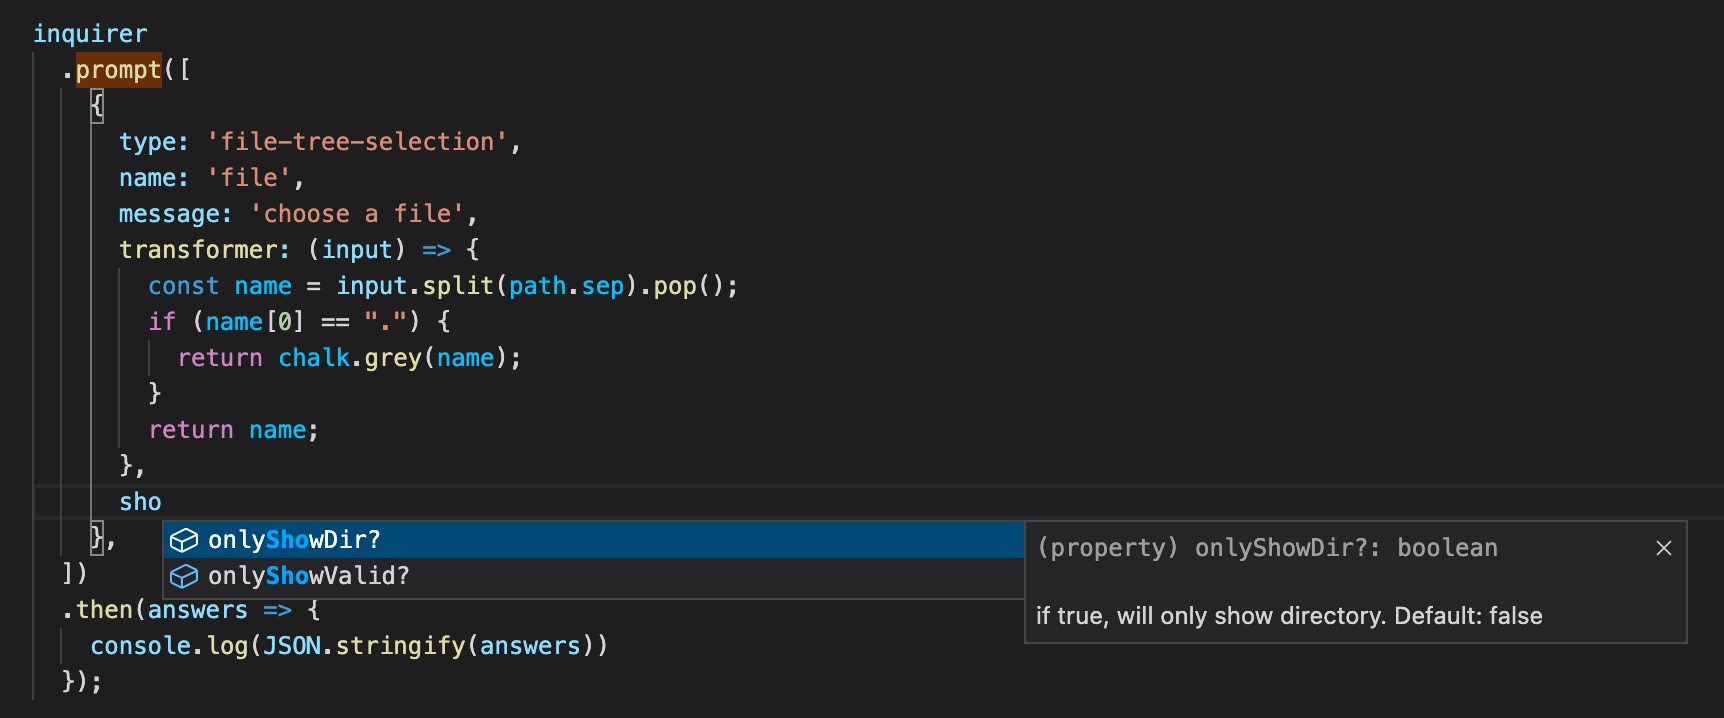 inquirer
.prompt([
{
type: 'file-tree-selection',
name: 'file',
message: 'choose a file',
transformer: (input) => {
const name = input.split(path.sep).pop();
if (name[0] == ".") {
return chalk.grey(name);
}
return name;
},
sho
},
onlyShowDir?
onlyShowValid?
(property) onlyShowDir?: boolean
if true, will only show directory. Default: false
])
.then(answers => {
console.log(JSON.stringify(answers))
});